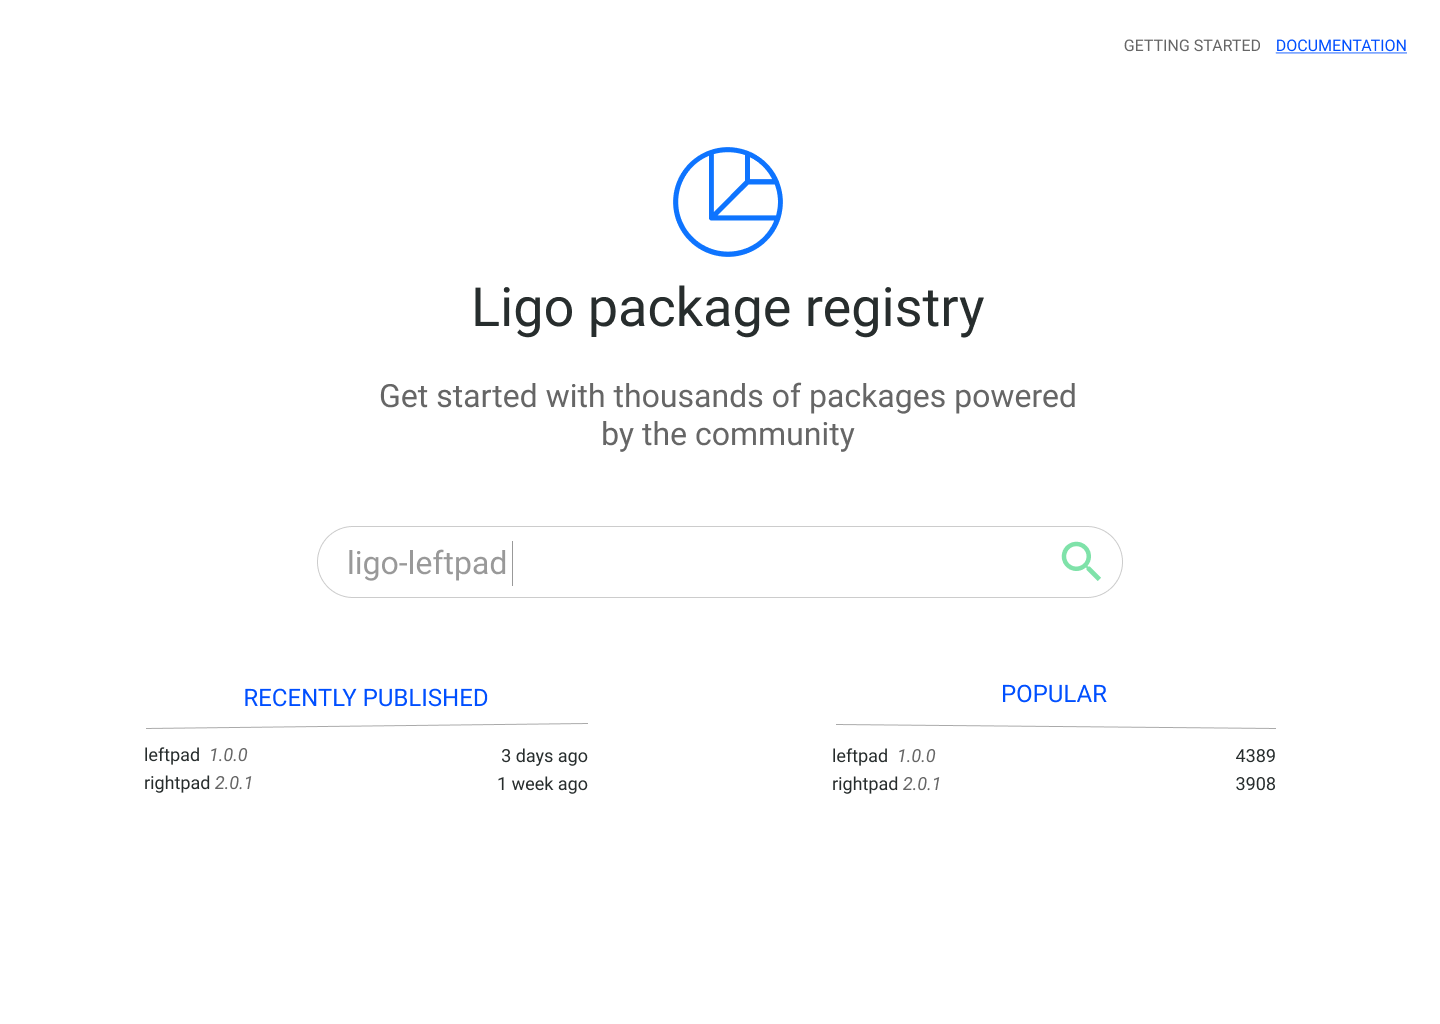 GETTING STARTED DOCUMENTATION
Ligo package registry
Get started with thousands of packages powered
by the community
ligo-leftpad
RECENTLY PUBLISHED
leftpad 1.0.0 3 days ago
rightpad 2.0.1 1 week ago
POPULAR
leftpad 1.0.0 4389
rightpad 2.0.1 3908